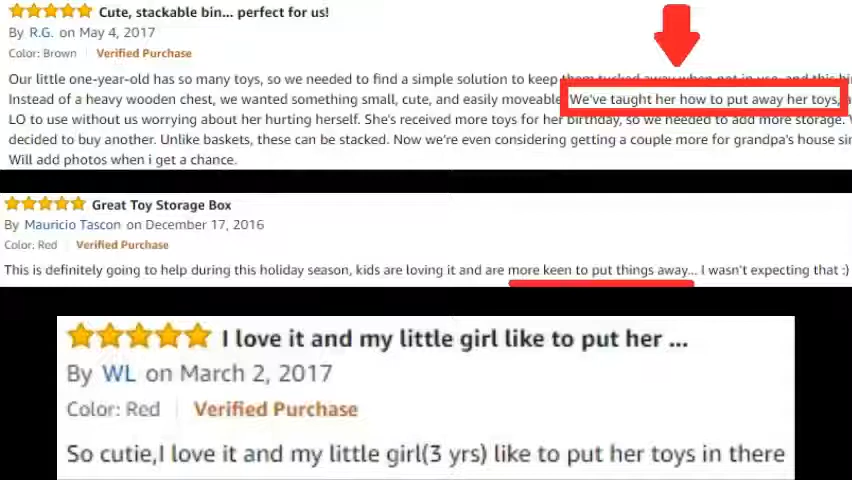 Cute, stackable bin... perfect for us!
By R.G. on May 4, 2017
Color: Brown Verified Purchase
Our little one-year-old has so many toys, so we needed to find a simple solution to keep them tucked away when not in use, and this
Instead of a heavy wooden chest, we wanted something small, cute, and easily moveable We've taught her how to put away her toys,
LO to use without us worrying about her hurting herself. She's received more toys for her birthday, so we needed to add more storage.
decided to buy another. Unlike baskets, these can be stacked. Now we're even considering getting a couple more for grandpa's house
Will add photos when i get a chance.
Great Toy Storage Box
By Mauricio Tascon on December 17, 2016
Color: Red Verified Purchase
This is definitely going to help during this holiday season, kids are loving it and are more keen to put things away... I wasn't expecting that :)
I love it and my little girl like to put her ...
By WL on March 2, 2017
Color: Red Verified Purchase
So cutie,I love it and my little girl(3 yrs) like to put her toys in there